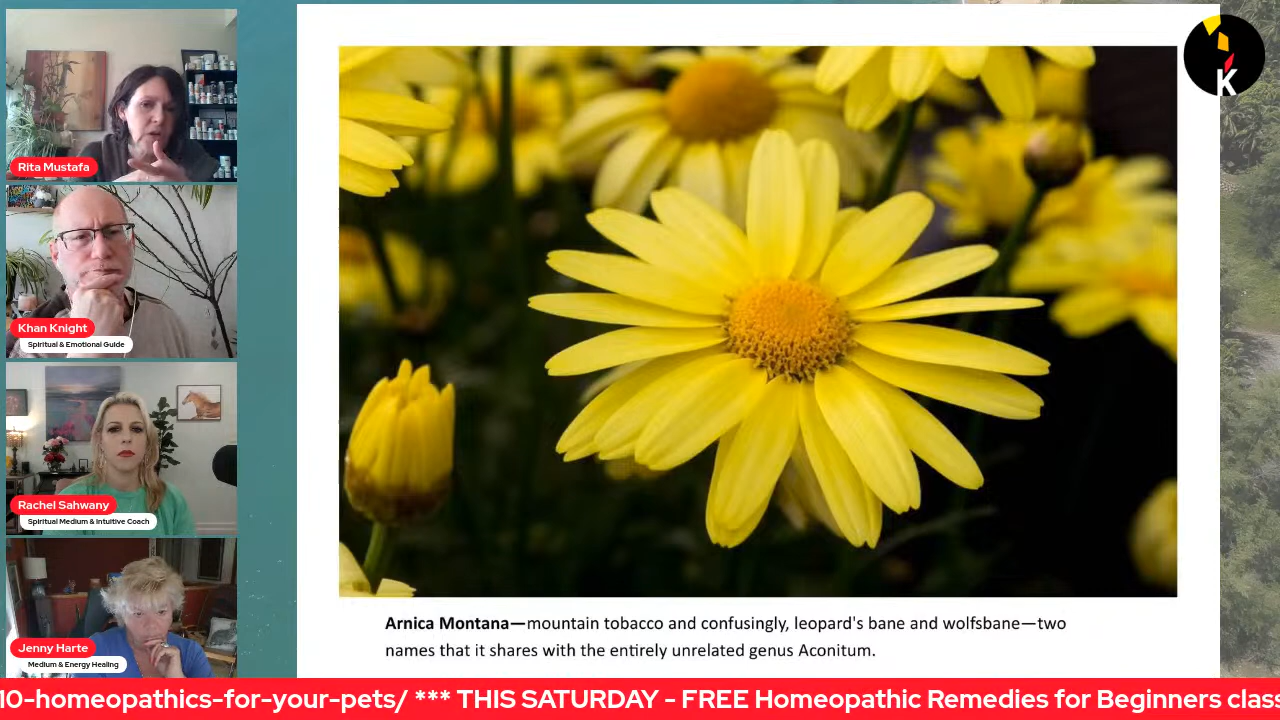 Rita Mustafa
Khan Knight
Spiritual & Emotional Guide
Rachel Sahwany
Spiritual Medium & Intuitive Coach
Jenny Harte
Medium & Energy Healing
K
Arnica Montana—mountain tobacco and confusingly, leopard's bane and wolfsbane—two
names that it shares with the entirely unrelated genus Aconitum.
10-homeopathics-for-your-pets/ *** THIS SATURDAY - FREE Homeopathic Remedies for Beginners class